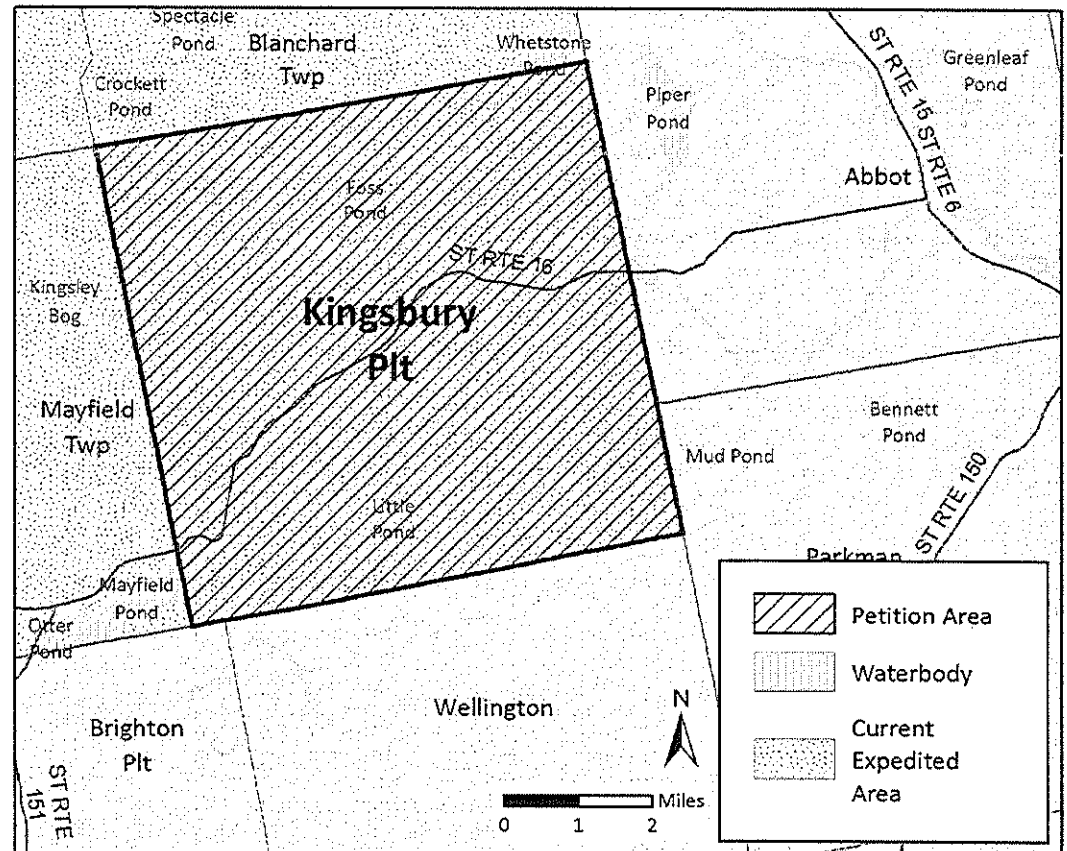 Spectacle
Pond
Blanchard
Twp
Whetstone
Pond
Crockett
Pond
Piper
Pond
ST RTE 15 ST RTE 6
Greenleaf
Pond
Abbot
Foss
Pond
ST RTE 16
Kingsley
Bog
Kingsbury
Plt
Mayfield
Twp
Bennett
Pond
Mud Pond
ST RTE 150
Little
Pond
Parkman
Mayfield
Pond
Otter
Pond
Wellington
Brighton
Plt
ST RTE
151
N
Miles
0 1 2
Petition Area
Waterbody
Current
Expedited
Area